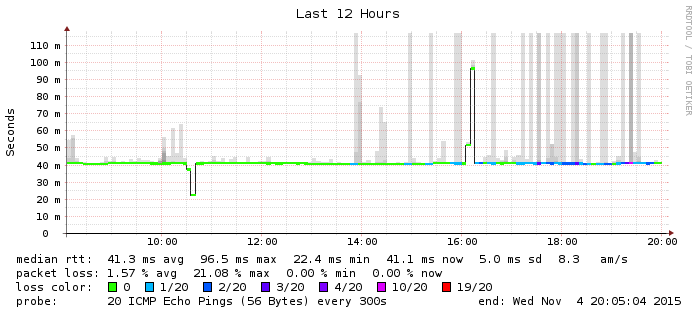 Last 12 Hours
RRDTOOL / TOBI OETIKER
Seconds
110 m
100 m
90 m
80 m
70 m
60 m
50 m
40 m
30 m
20 m
10 m
0
10:00 12:00 14:00 16:00 18:00 20:00
median rtt: 41.3 ms avg 96.5 ms max 22.4 ms min 41.1 ms now 5.0 ms sd 8.3 am/s
packet loss: 1.57 % avg 21.08 % max 0.00 % min 0.00 % now
loss color: 0 1/20 2/20 3/20 4/20 10/20 19/20
probe: 20 ICMP Echo Pings (56 Bytes) every 300s end: Wed Nov 4 20:05:04 2015